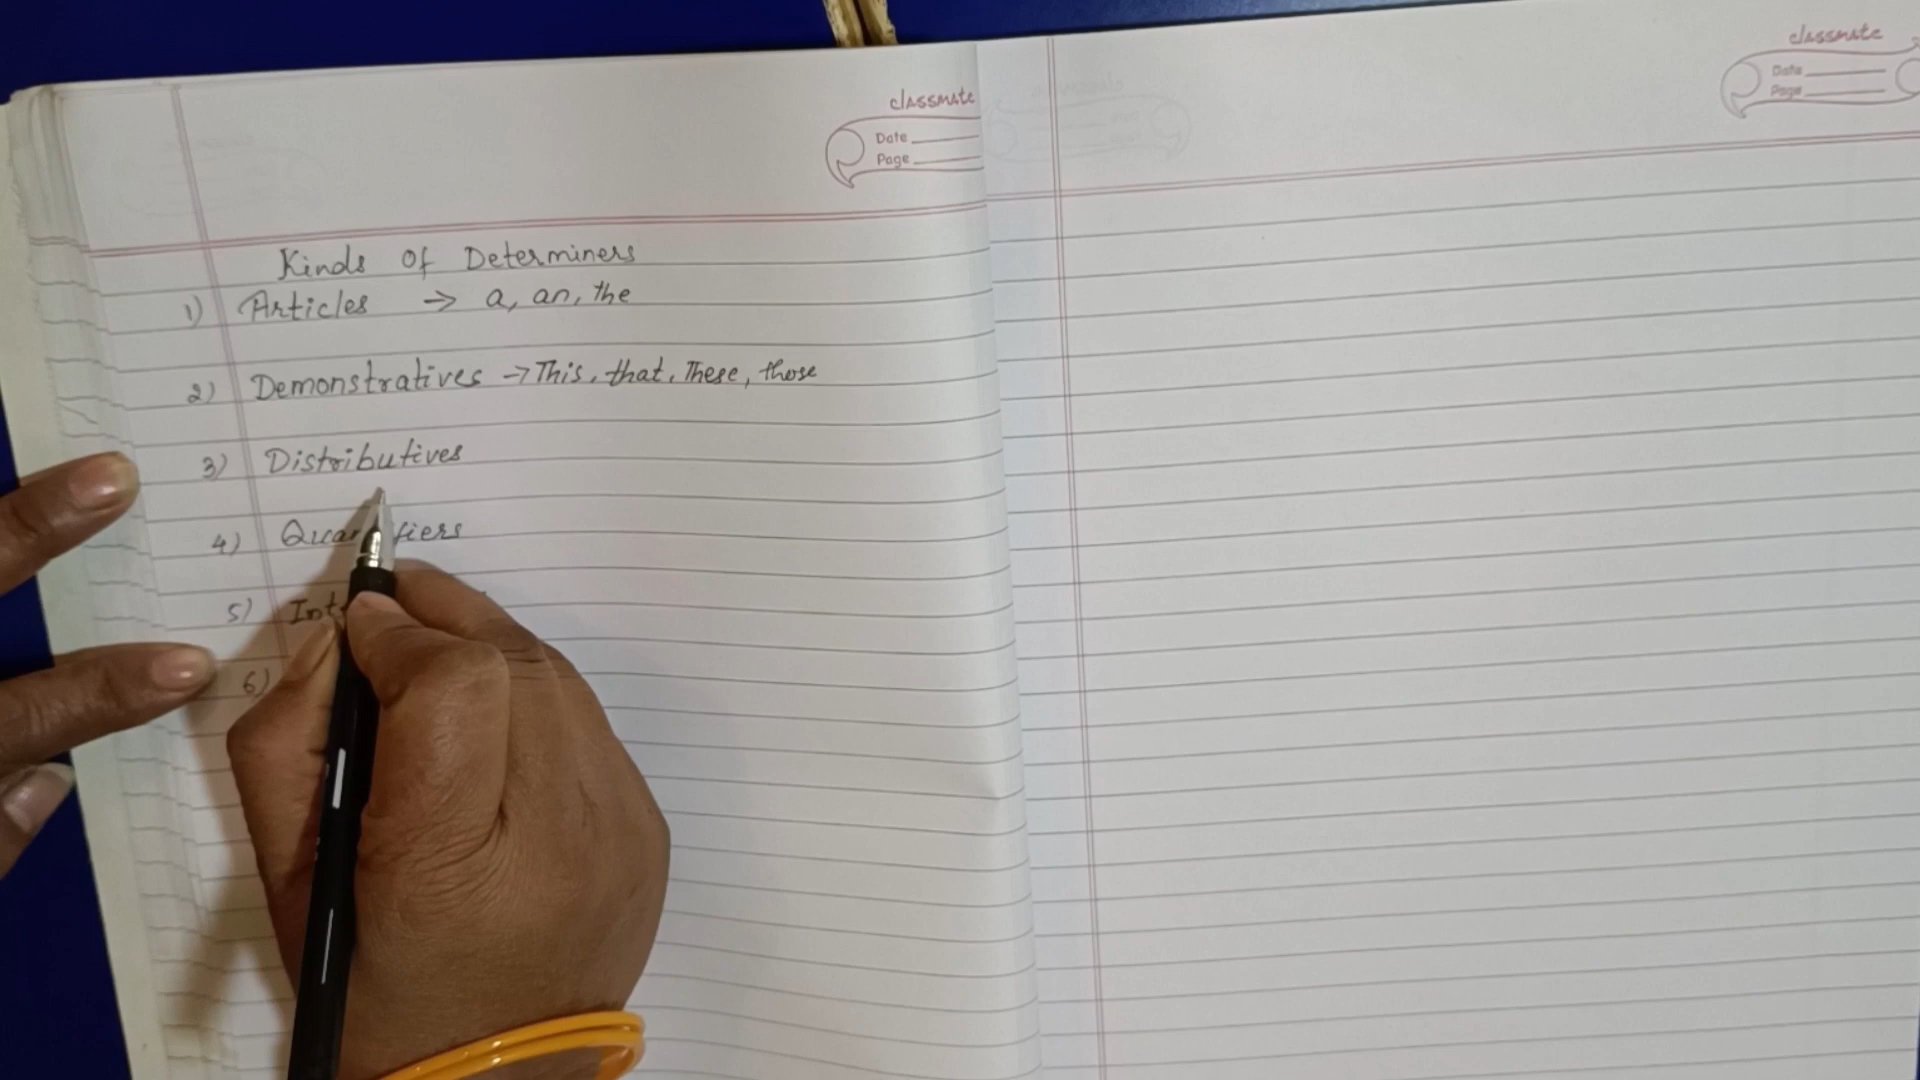 classmate
Date
Page
classmate
Date
Page
Kinds Of Determiners
1) Articles → a, an, the
2) Demonstratives → This, that, These, those
3) Distributives
4)
5)
6)